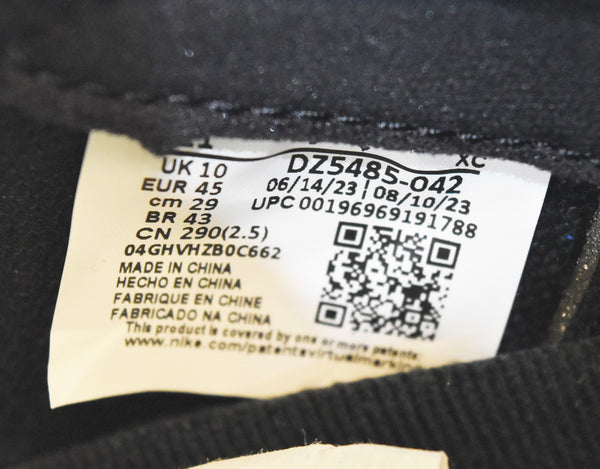 XC
UK 10
DZ5485-042
EUR 45
06/14/23 | 08/10/23
cm 29
UPC 00196969191788
BR 43
CN 290(2.5)
04GHVHZB0C662
MADE IN CHINA
HECHO EN CHINA
FABRIQUE EN CHINE
FABRICADO NA CHINA
This product is covered by one or more patents
www.nike.com/patentsvirtualmarking